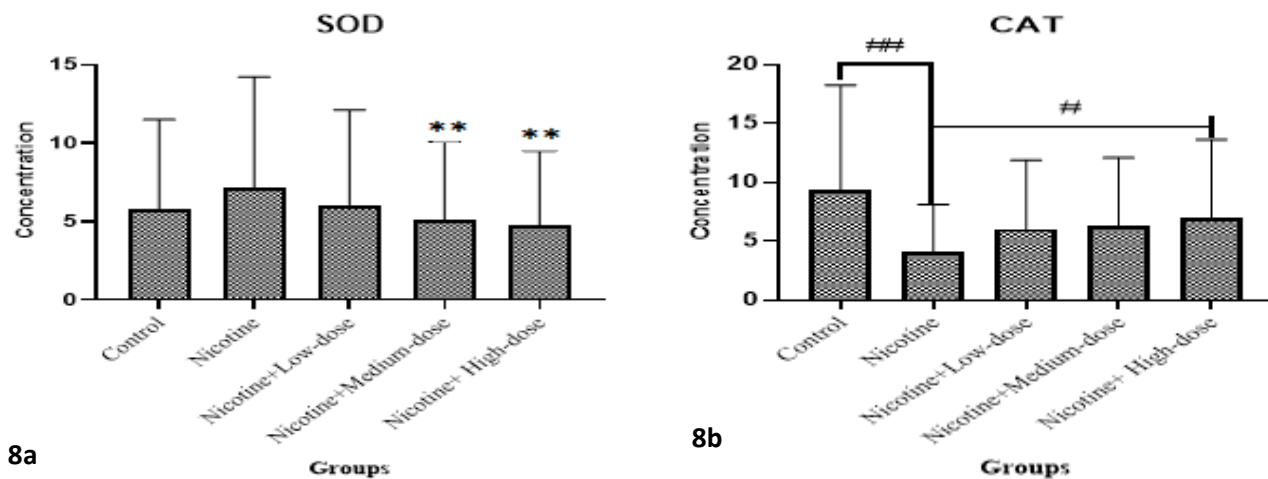 SOD
15
10
5
0
Concentration
**
**
Control
Nicotine
Nicotine+Low-dose
Nicotine+Medium-dose
Nicotine+ High-dose
Groups
8a
CAT
###
##
20
15
10
5
0
Concentration
Control
Nicotine
Nicotine+Low-dose
Nicotine+Medium-dose
Nicotine+ High-dose
Groups
8b